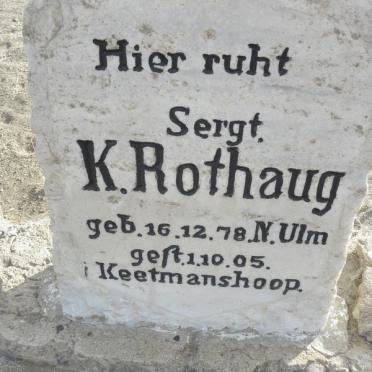 Hier ruht
Sergt.
K. Rothaug
geb. 16.12.78. N. Ulm
gest. 1.10.05.
i Keetmanshoop.